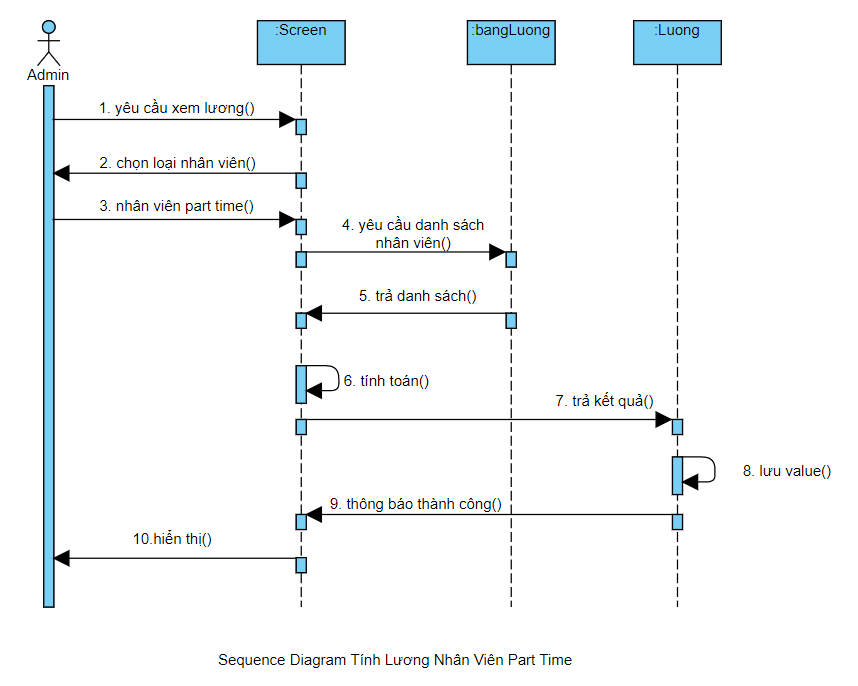 :Screen
:bangLuong
:Luong
Admin
1. yêu cầu xem lương()
2. chọn loại nhân viên()
3. nhân viên part time()
4. yêu cầu danh sách
nhân viên()
5. trả danh sách()
6. tính toán()
7. trả kết quả()
8. lưu value()
9. thông báo thành công()
10.hiển thị()
Sequence Diagram Tính Lương Nhân Viên Part Time